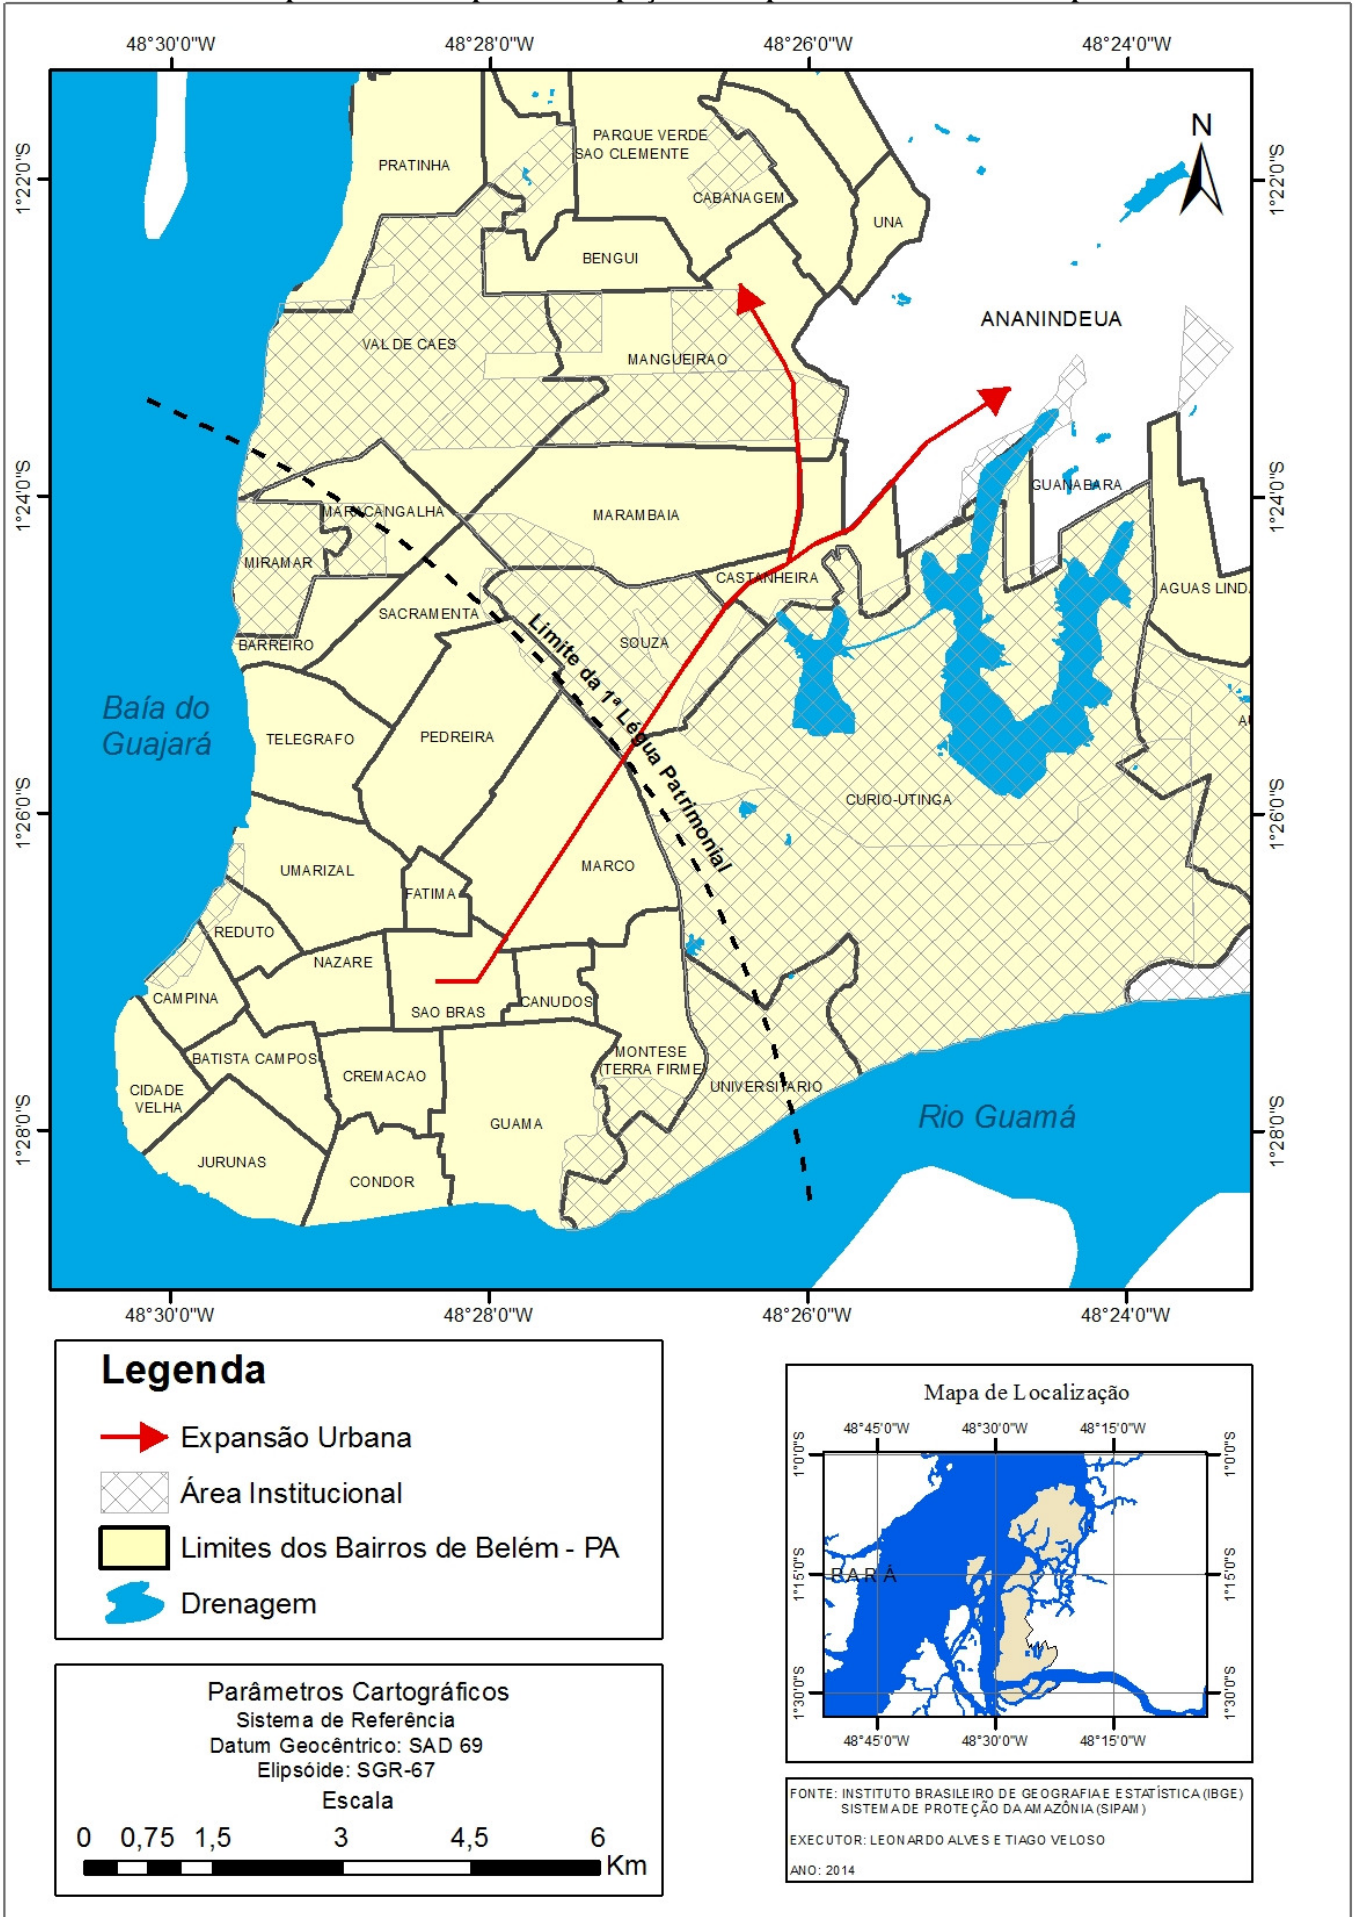 48°30'0"W 48°28'0"W 48°26'0"W 48°24'0"W
N
PARQUE VERDE
SAO CLEMENTE
PRATINHA
1°22'0"S
1°22'0"S
CABANAGEM
UNA
BENGUI
ANANINDEUA
VAL DE CAES
MANGUEIRAO
1°24'0"S
1°24'0"S
GUANABARA
MARACANGALHA
MARAMBAIA
MIRAMAR
CASTANHEIRA
AGUAS LIND
SACRAMENTA
BARREIRO
SOUZA
Limite da 1ª Légua Patrimonial
Baía do
Guajará
TELEGRAFO
PEDREIRA
1°26'0"S
1°26'0"S
CURIO-UTINGA
UMARIZAL
MARCO
FATIMA
REDUTO
NAZARE
CAMPINA
SAO BRAS
CANUDOS
BATISTA CAMPOS
MONTESE
(TERRA FIRME)
CREMACAO
CIDADE
VELHA
UNIVERSITARIO
GUAMA
Rio Guamá
1°28'0"S
1°28'0"S
JURUNAS
CONDOR
48°30'0"W 48°28'0"W 48°26'0"W 48°24'0"W
Legenda
Expansão Urbana
Área Institucional
Limites dos Bairros de Belém - PA
Drenagem
Parâmetros Cartográficos
Sistema de Referência
Datum Geocêntrico: SAD 69
Elipsóide: SGR-67
Escala
0 0,75 1,5 3 4,5 6
Km
Mapa de Localização
48°45'0"W 48°30'0"W 48°15'0"W
1°0'0"S
1°0'0"S
1°15'0"S
1°15'0"S
1°30'0"S
1°30'0"S
48°45'0"W 48°30'0"W 48°15'0"W
FONTE: INSTITUTO BRASILEIRO DE GEOGRAFIA E ESTATÍSTICA (IBGE)
SISTEMA DE PROTEÇÃO DA AMAZÔNIA (SIPAM)
EXECUTOR: LEONARDO ALVES E TIAGO VELOSO
ANO: 2014